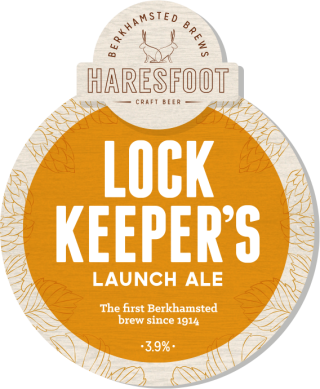 BERKHAMSTED BREWS
HARESFOOT
CRAFT BEER
LOCK
KEEPER'S
LAUNCH ALE
The first Berkhamsted
brew since 1914
·3.9%·